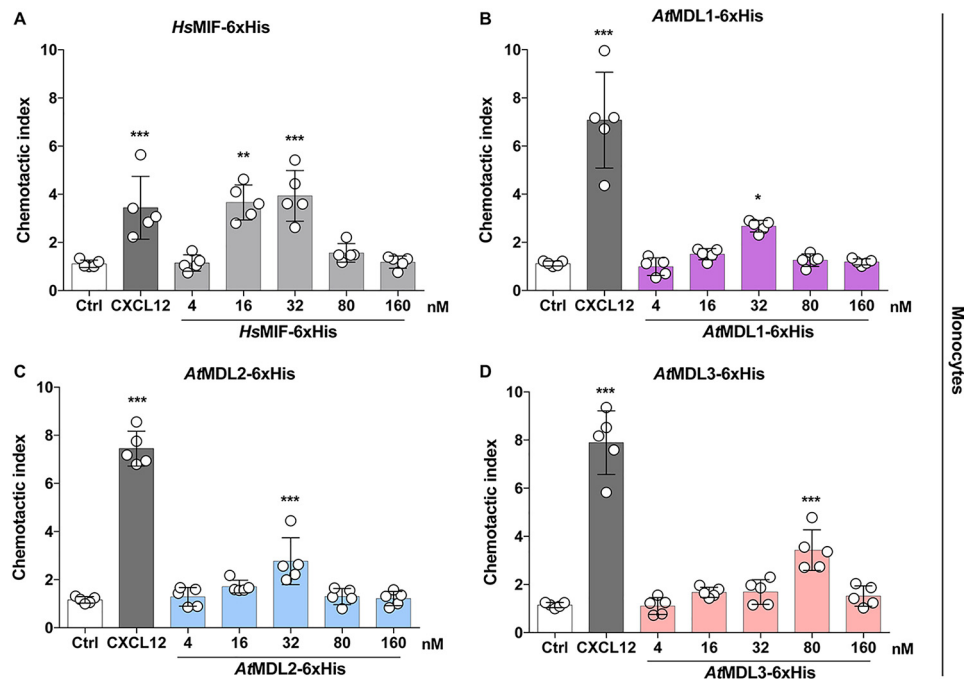 A
HsMIF-6xHis
Chemotactic index
10
8
6
4
2
0
***
**
***
Ctrl CXCL12 4 16 32 80 160 nM
HsMIF-6xHis
B
AtMDL1-6xHis
Chemotactic index
10
8
6
4
2
0
***
*
Ctrl CXCL12 4 16 32 80 160 nM
AtMDL1-6xHis
C
AtMDL2-6xHis
Chemotactic index
10
8
6
4
2
0
***
***
Ctrl CXCL12 4 16 32 80 160 nM
AtMDL2-6xHis
D
AtMDL3-6xHis
Chemotactic index
10
8
6
4
2
0
***
***
Ctrl CXCL12 4 16 32 80 160 nM
AtMDL3-6xHis
Monocytes